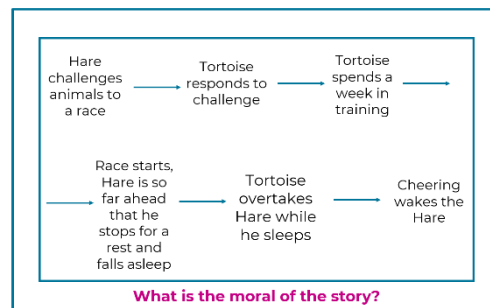 Hare
challenges
animals to
a race
Tortoise
responds to
challenge
Tortoise
spends a
week in
training
Race starts,
Hare is so
far ahead
that he
stops for a
rest and
falls asleep
Tortoise
overtakes
Hare while
he sleeps
Cheering
wakes the
Hare
What is the moral of the story?